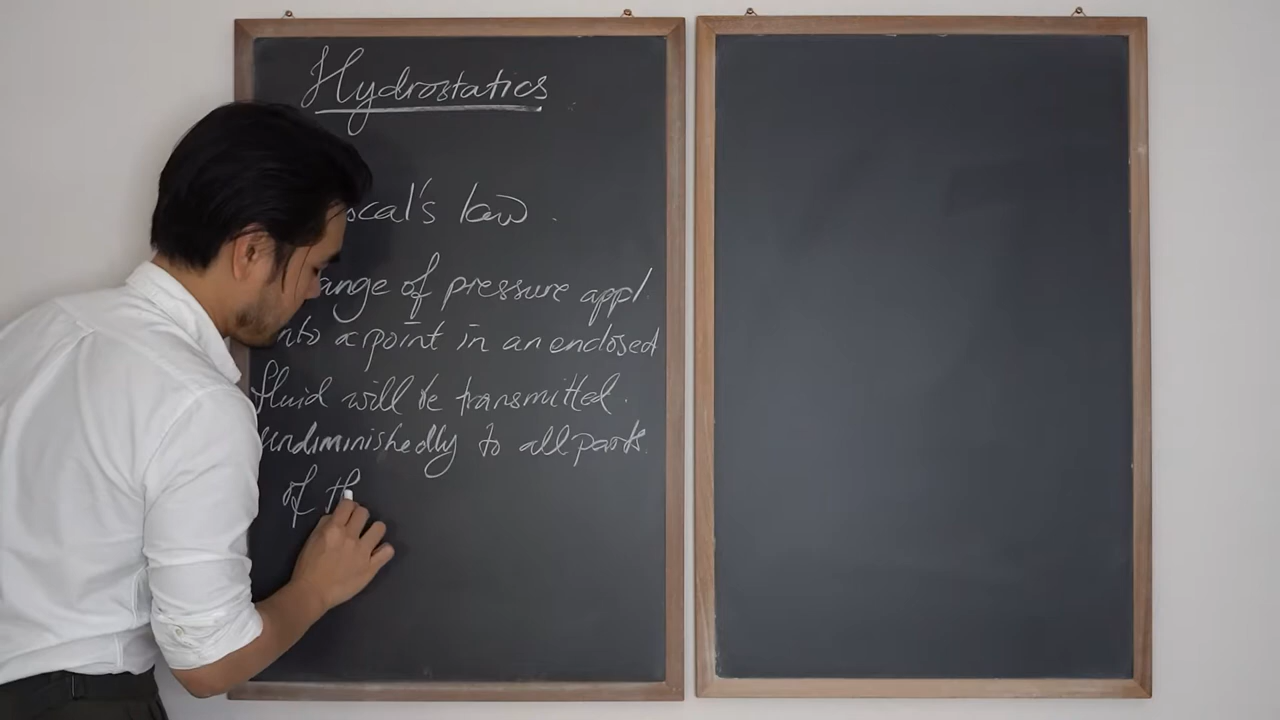 Hydrostatics
ocal's law.
ange of pressure appl.
nto a point in an enclosed
fluid will be transmitted.
undiminishedly to all parts.
of th